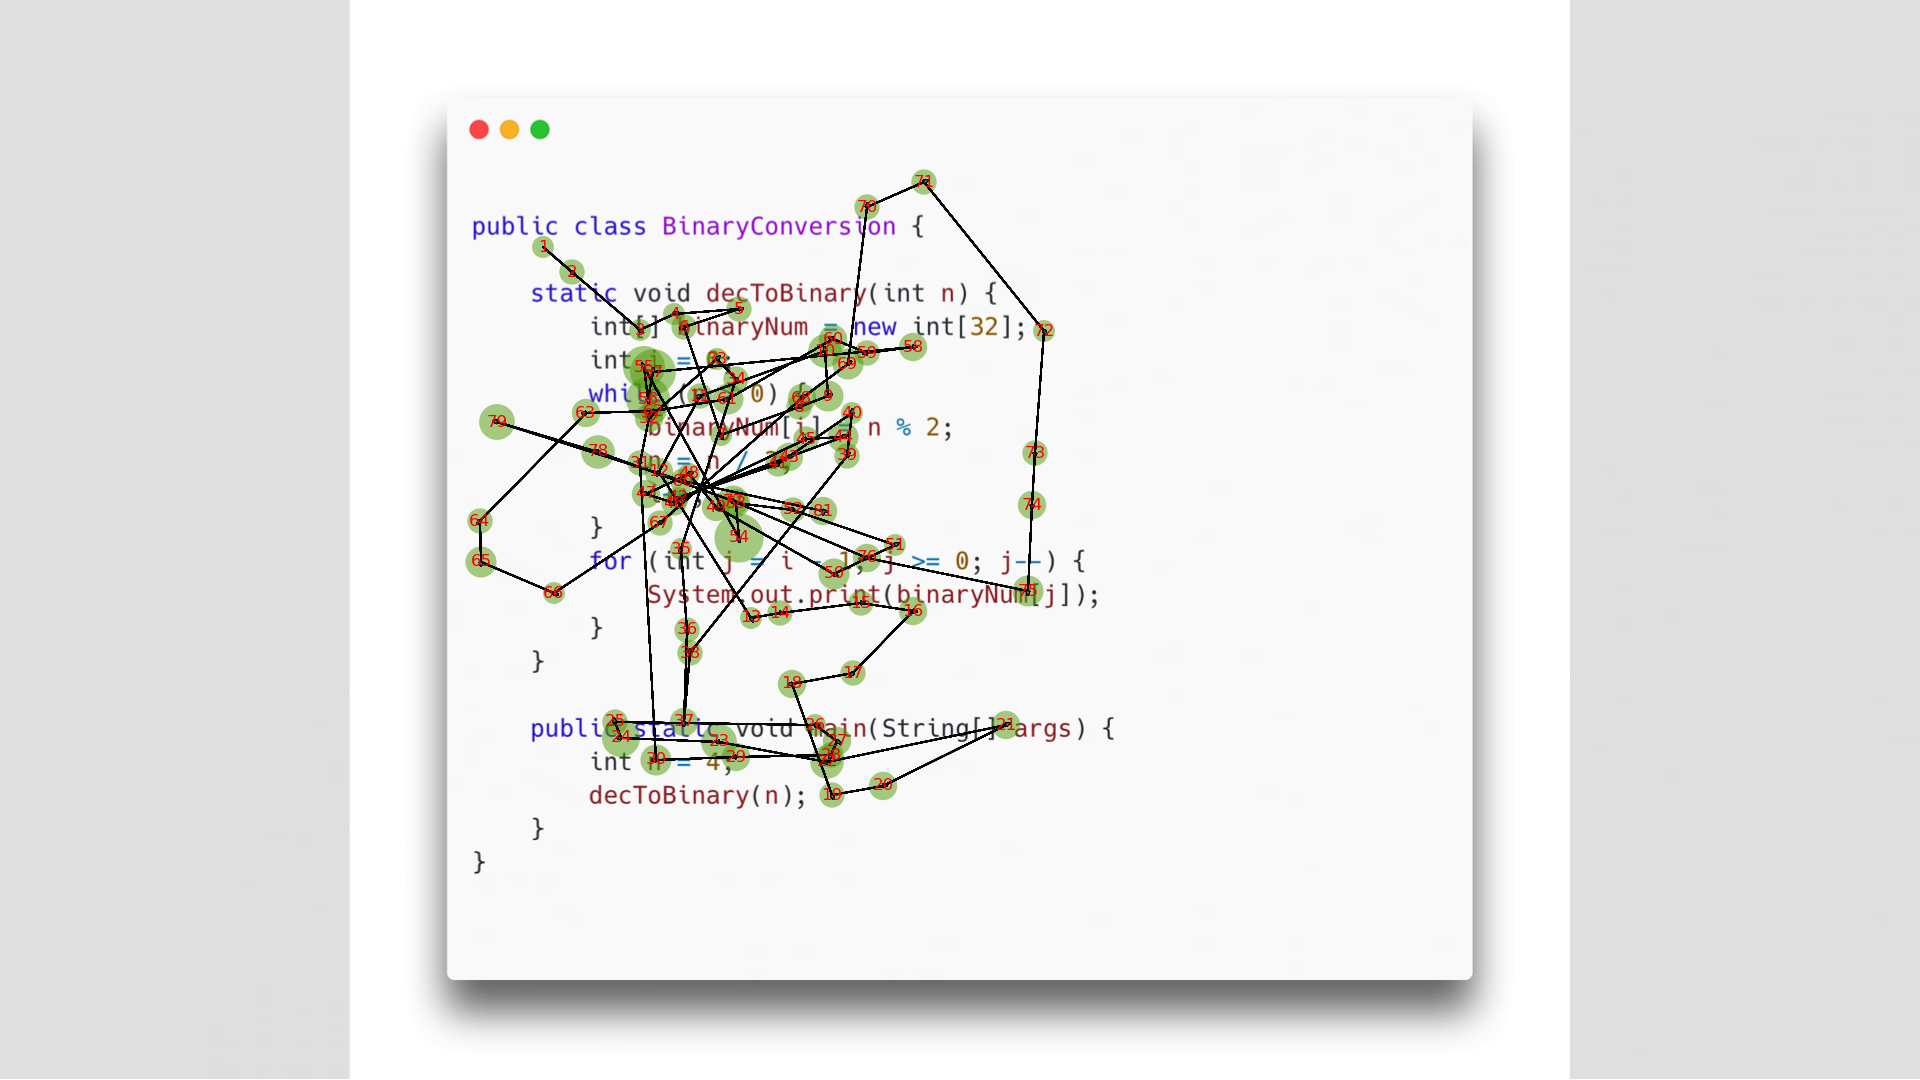 public class BinaryConversion {
static void decToBinary(int n) {
int[] binaryNum = new int[32];
int i = 0;
while (n > 0) {
binaryNum[i] = n % 2;
n = n / 2;
}
for (int j = i - 1; j >= 0; j--) {
System.out.print(binaryNum[j]);
}
}
public static void main(String[] args) {
int n = 4;
decToBinary(n);
}
}